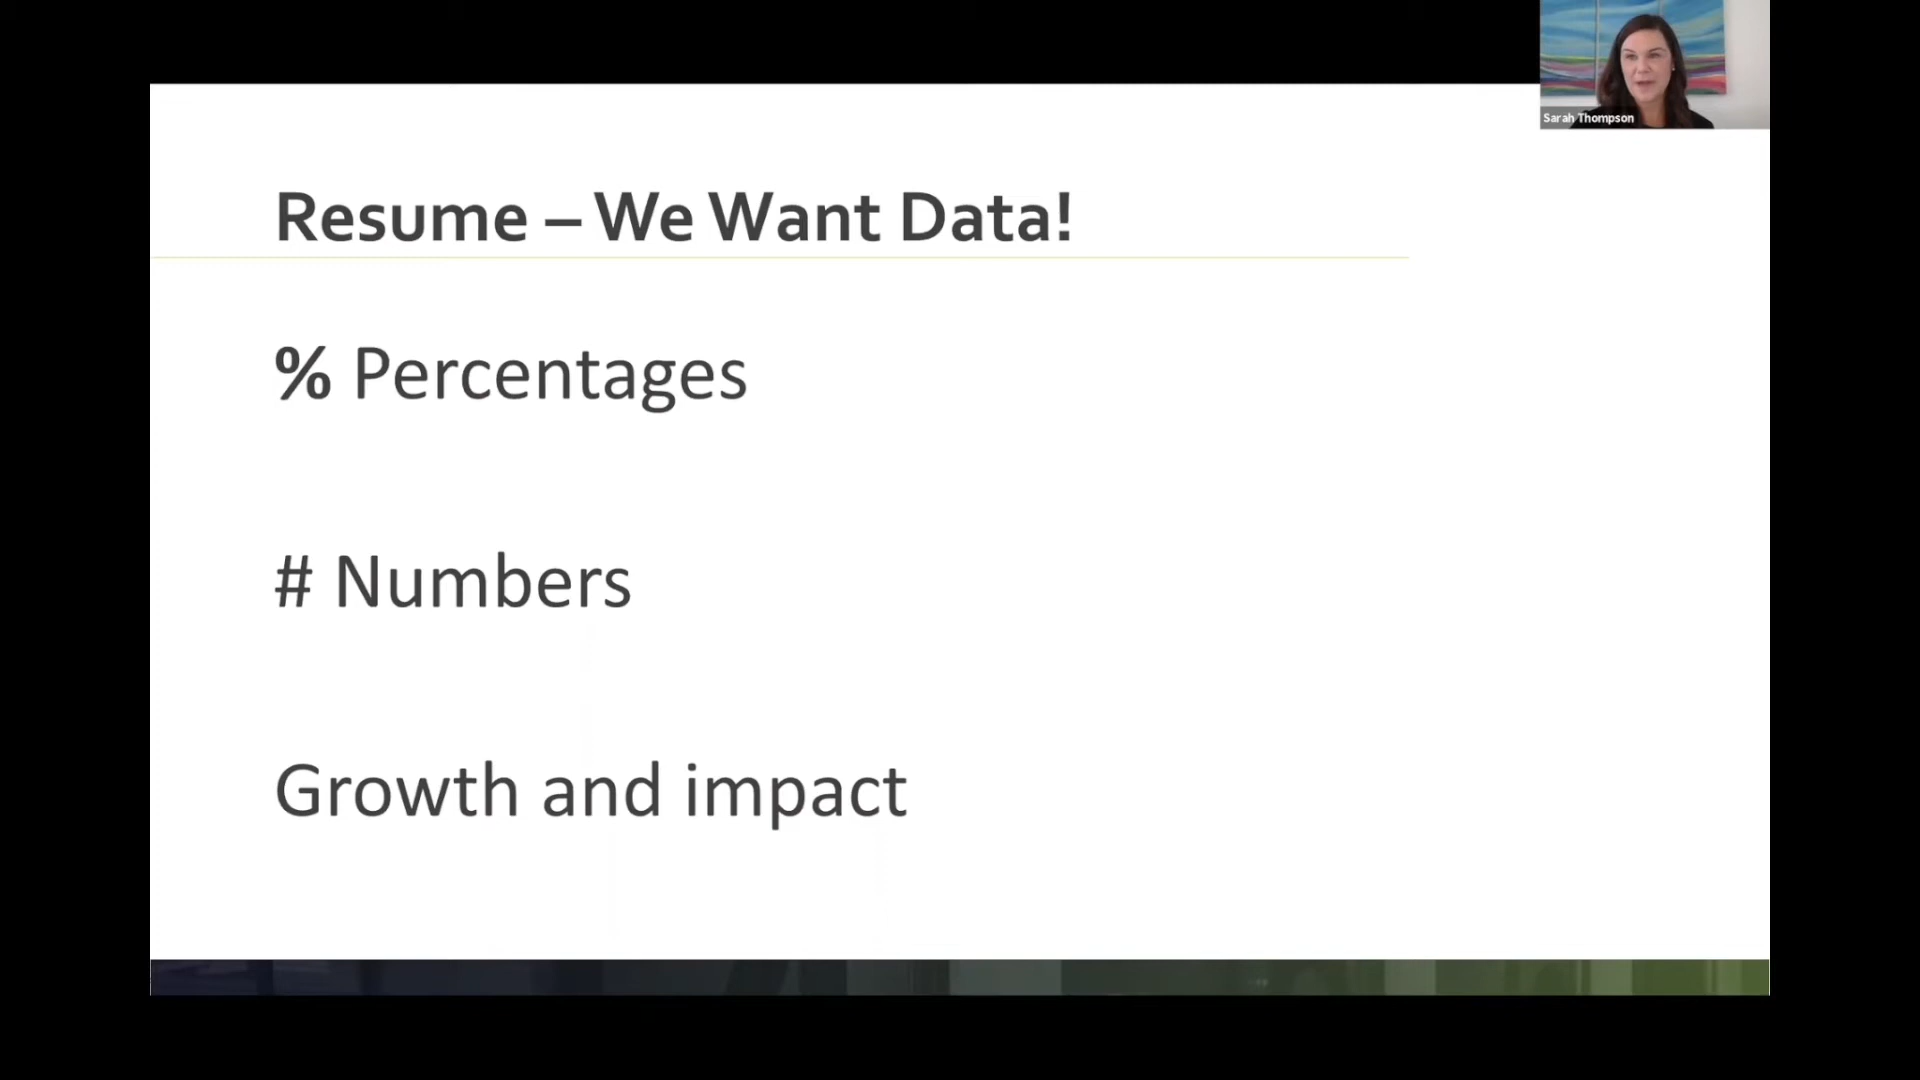 Sarah Thompson
Resume – We Want Data!
% Percentages
# Numbers
Growth and impact